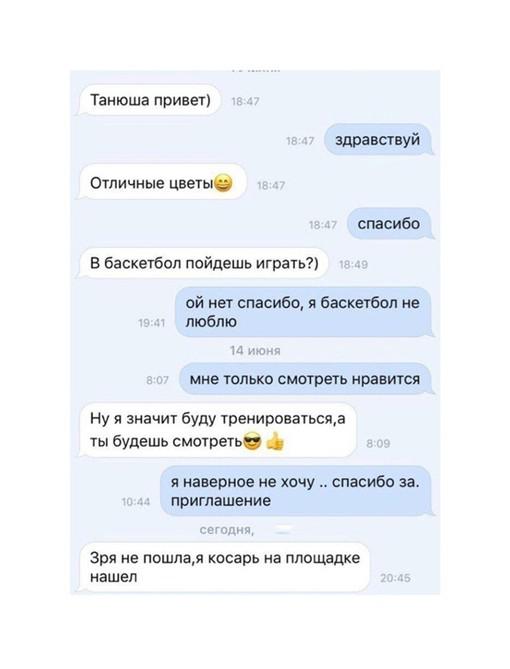 Танюша привет) 18:47
18:47 здравствуй
Отличные цветы😄 18:47
18:47 спасибо
В баскетбол пойдешь играть?) 18:49
ой нет спасибо, я баскетбол не
19:41 люблю
14 июня
8:07 мне только смотреть нравится
Ну я значит буду тренироваться,а
ты будешь смотреть😎👍 8:09
я наверное не хочу .. спасибо за.
10:44 приглашение
сегодня,
Зря не пошла,я косарь на площадке
нашел 20:45